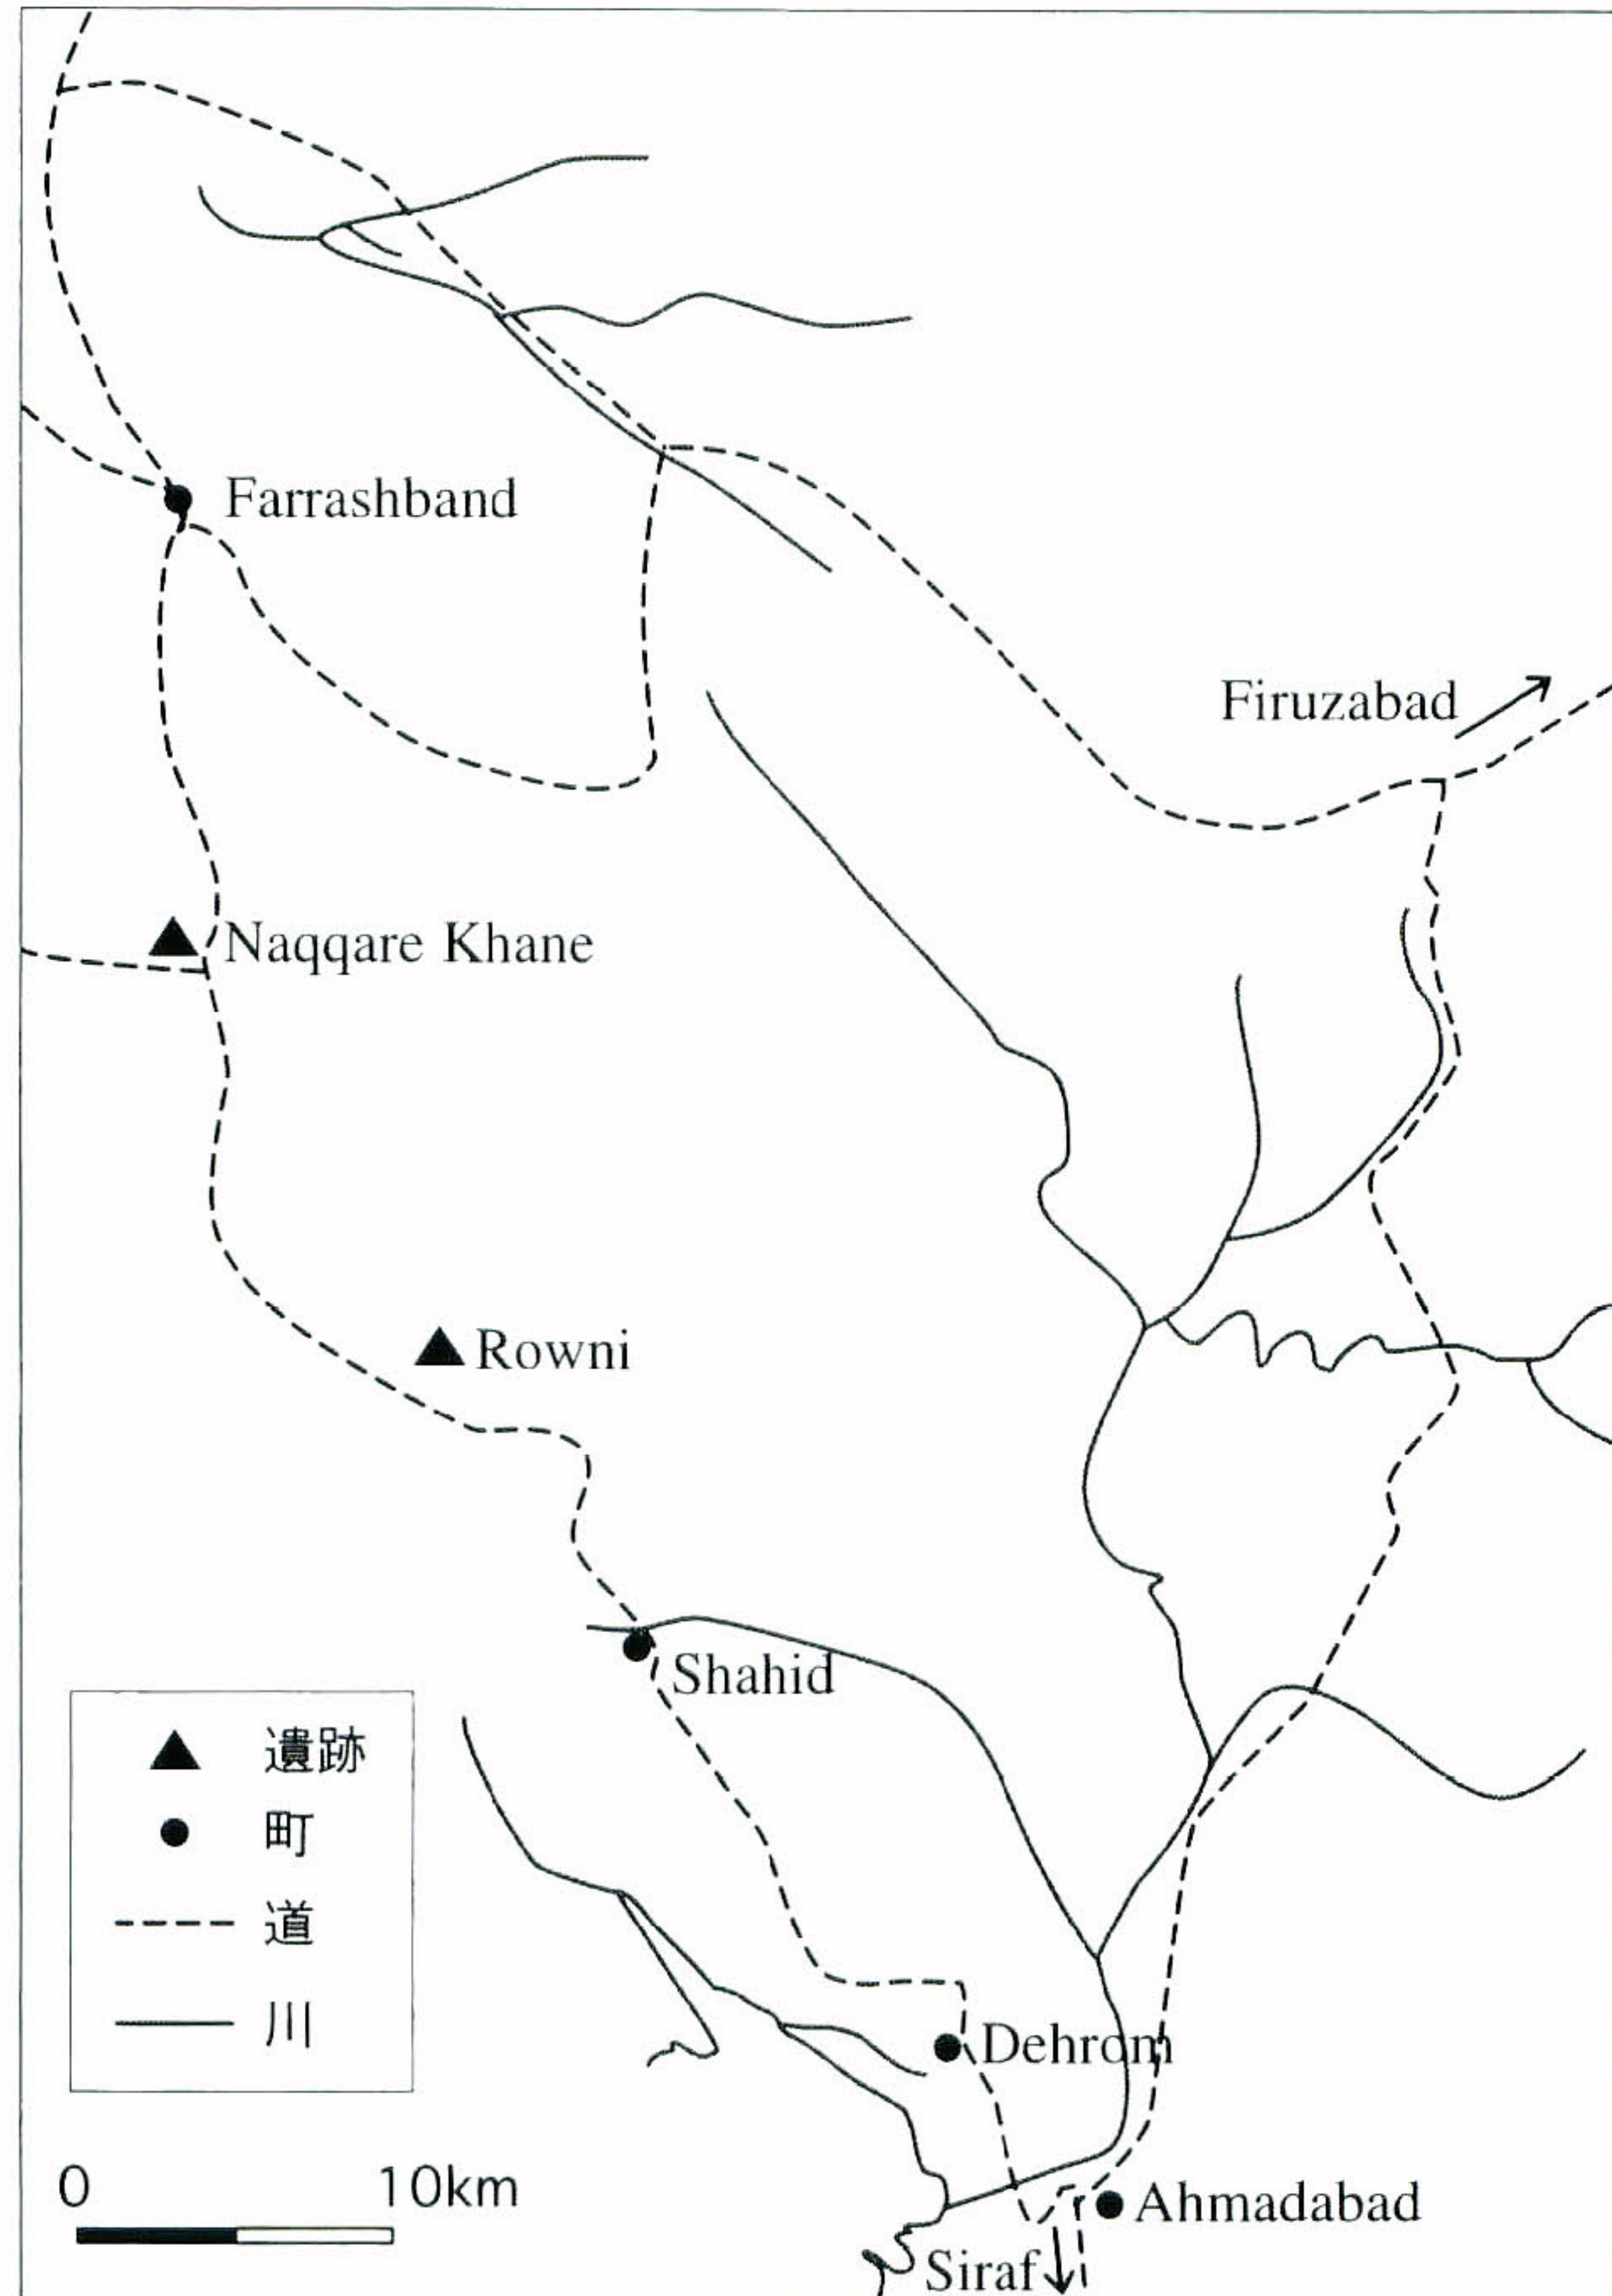 Farrashband
Firuzabad
Naqqare Khane
Rowni
Shahid
遺跡
町
道
川
Dehrom
0 10km
Ahmadabad
Siraf